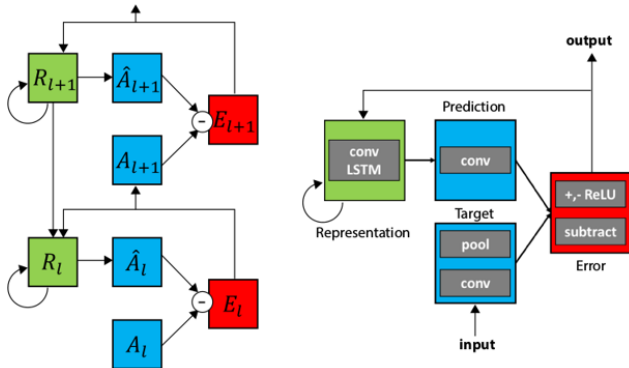 R_{l+1}
Â_{l+1}
E_{l+1}
-
A_{l+1}
R_l
Â_l
E_l
-
A_l
output
Prediction
conv
LSTM
conv
Representation
Target
pool
conv
+,- ReLU
subtract
Error
input